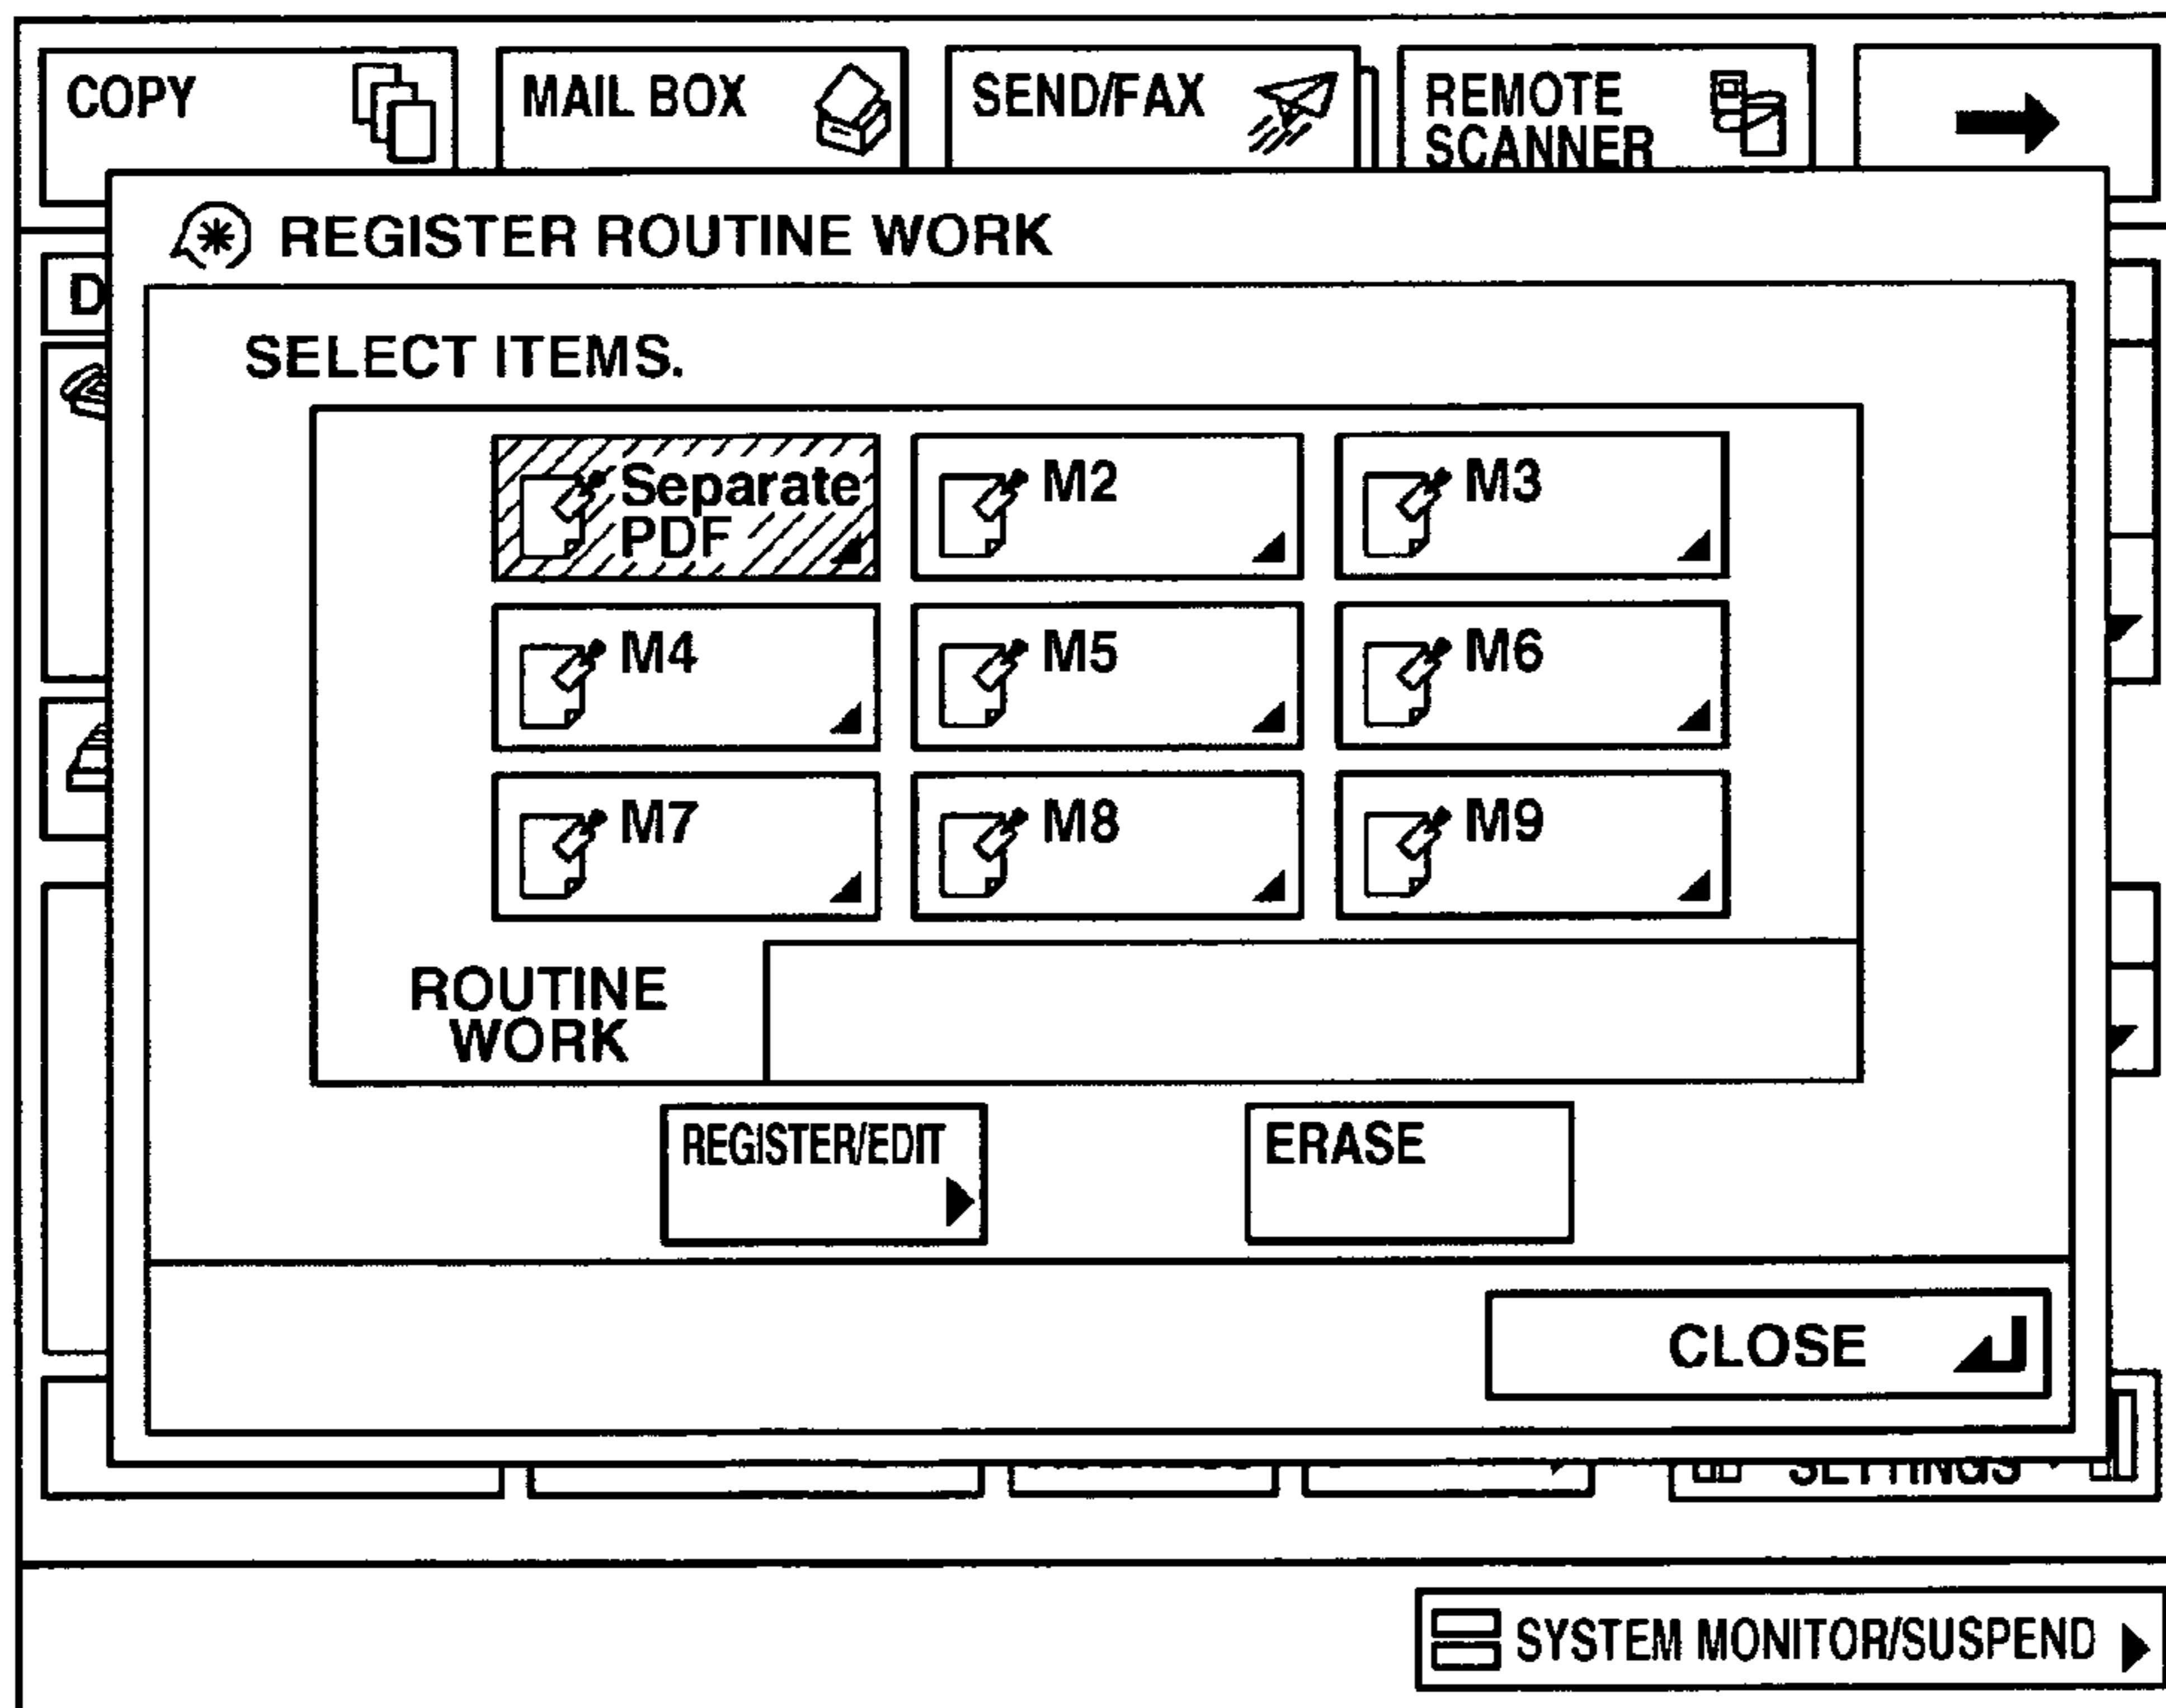 COPY
MAIL BOX
SEND/FAX
REMOTE
SCANNER
REGISTER ROUTINE WORK
D
SELECT ITEMS.
Separate
PDF
M2
M3
M4
M5
M6
M7
M8
M9
ROUTINE
WORK
REGISTER/EDIT
ERASE
CLOSE
SETTINGS
SYSTEM MONITOR/SUSPEND